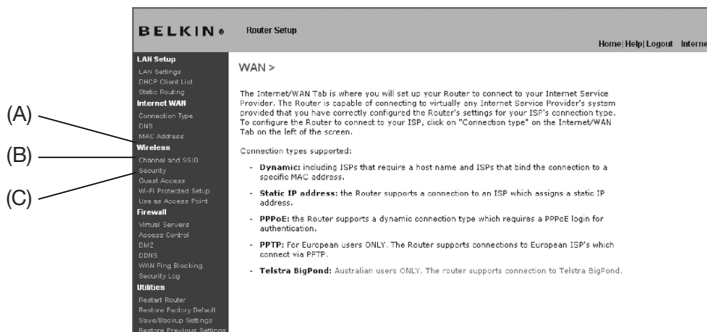 BELKIN®
Router Setup
Home|Help|Logout Interne
LAN Setup
LAN Settings
DHCP Client List
Static Routing
Internet WAN
Connection Type
DNS
MAC Address
Wireless
Channel and SSID
Security
Guest Access
Wi-Fi Protected Setup
Use as Access Point
Firewall
Virtual Servers
Access Control
DMZ
DDNS
WAN Ping Blocking
Security Log
Utilities
Restart Router
Restore Factory Default
Save/Backup Settings
Restore Previous Settings
(A)
(B)
(C)
WAN >
The Internet/WAN Tab is where you will set up your Router to connect to your Internet Service
Provider. The Router is capable of connecting to virtually any Internet Service Provider's system
provided that you have correctly configured the Router's settings for your ISP's connection type.
To configure the Router to connect to your ISP, click on "Connection type" on the Internet/WAN
Tab on the left of the screen.
Connection types supported:
- Dynamic: including ISPs that require a host name and ISPs that bind the connection to a
specific MAC address.
- Static IP address: the Router supports a connection to an ISP which assigns a static IP
address.
- PPPoE: the Router supports a dynamic connection type which requires a PPPoE login for
authentication.
- PPTP: For European users ONLY. The Router supports connections to European ISP's which
connect via PPTP.
- Telstra BigPond: Australian users ONLY. The router supports connection to Telstra BigPond.